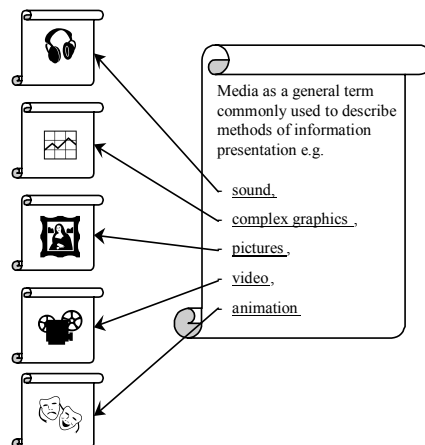 Media as a general term
commonly used to describe
methods of information
presentation e.g.
- sound,
- complex graphics ,
- pictures ,
- video,
- animation